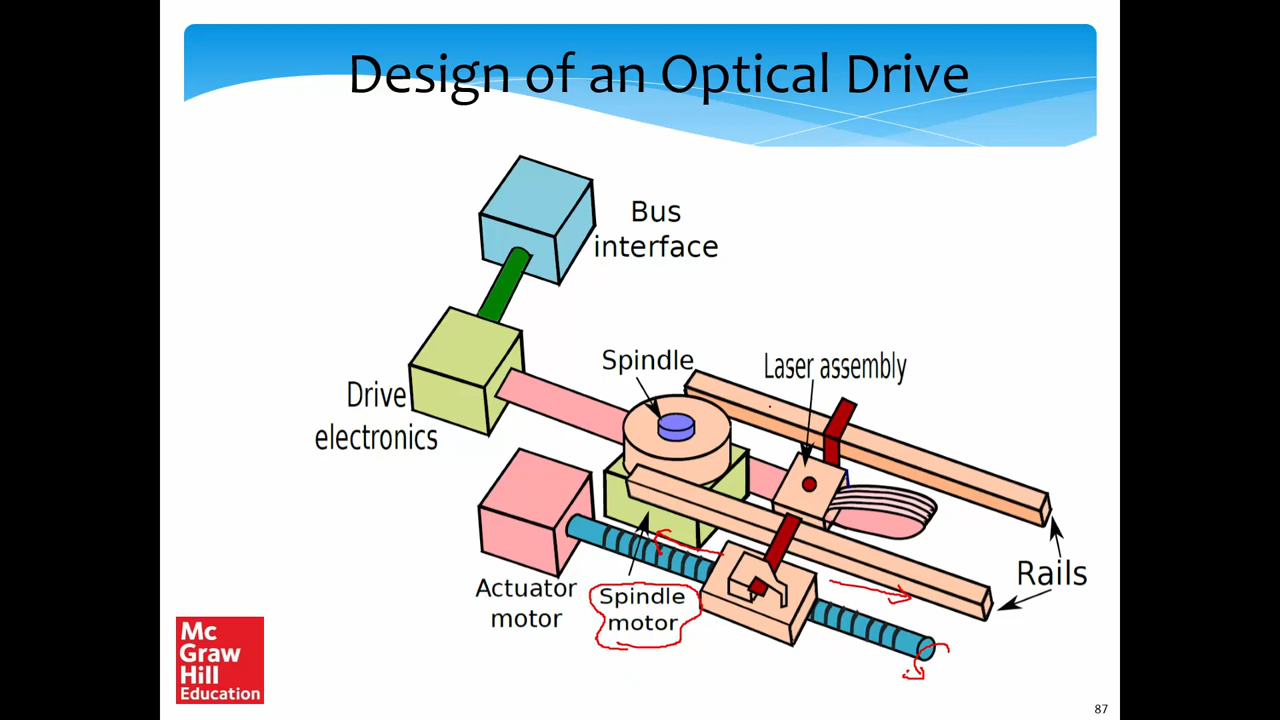 Design of an Optical Drive
Bus
interface
Spindle
Laser assembly
Drive
electronics
Rails
Actuator
motor
Spindle
motor
Mc
Graw
Hill
Education
87